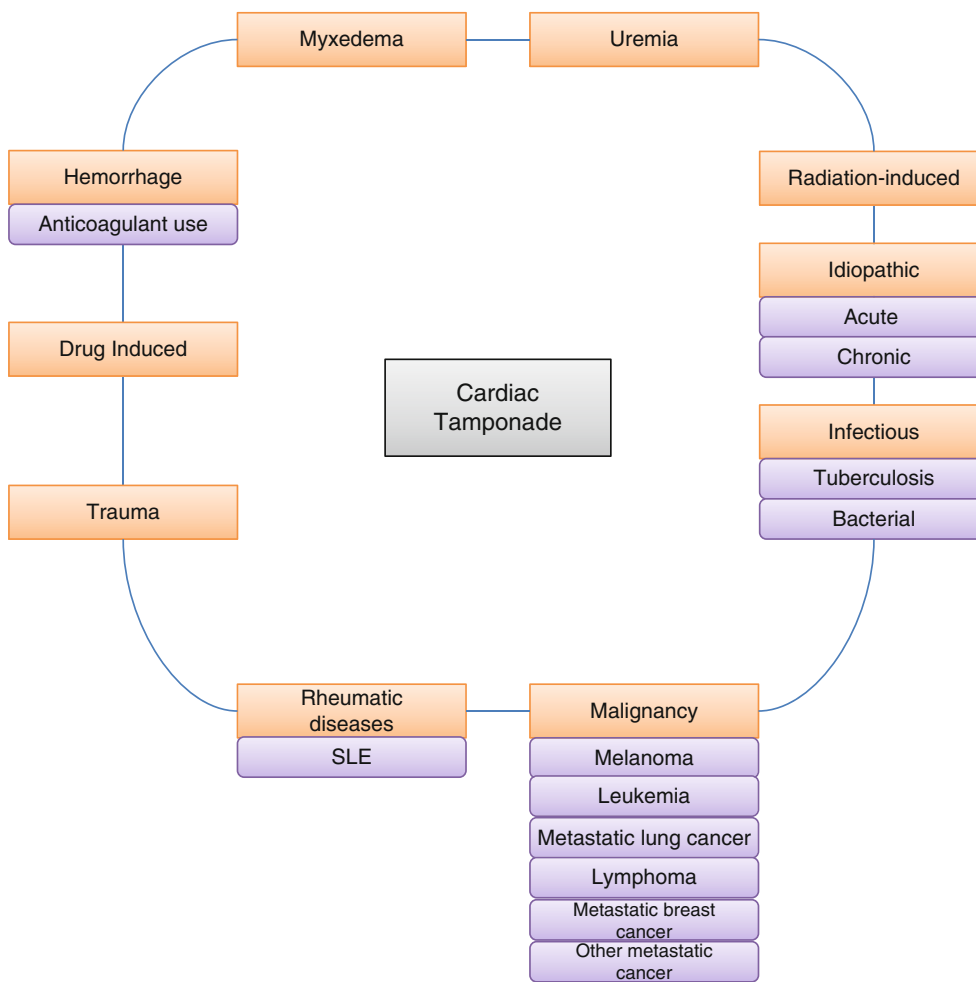 Myxedema
Uremia
Hemorrhage
Anticoagulant use
Radiation-induced
Idiopathic
Acute
Chronic
Drug Induced
Cardiac
Tamponade
Infectious
Tuberculosis
Bacterial
Trauma
Rheumatic
diseases
SLE
Malignancy
Melanoma
Leukemia
Metastatic lung cancer
Lymphoma
Metastatic breast
cancer
Other metastatic
cancer